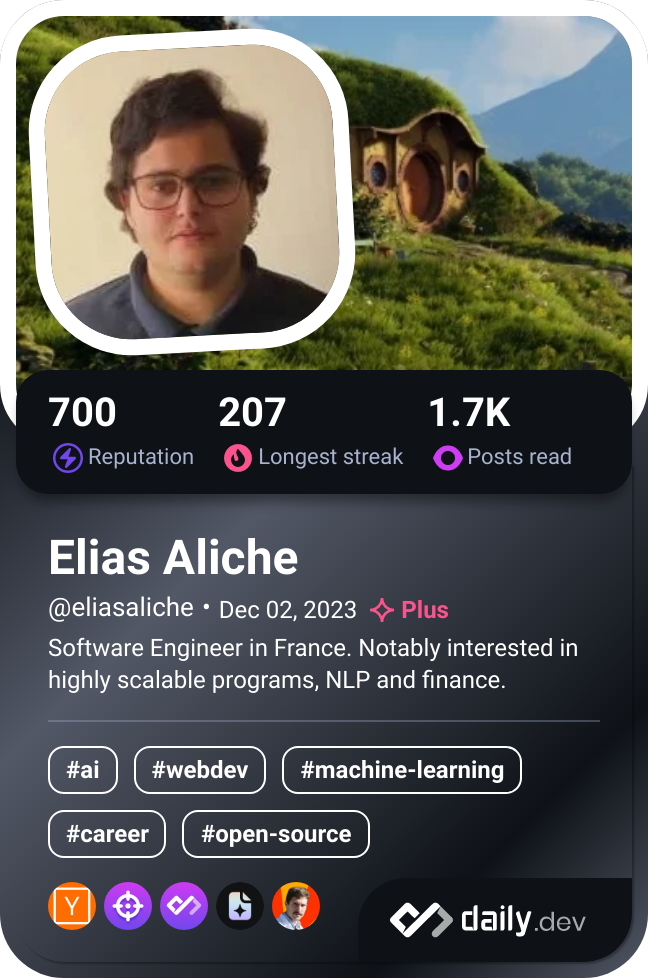 700 207 1.7K
Reputation Longest streak Posts read
Elias Aliche
@eliasaliche • Dec 02, 2023 Plus
Software Engineer in France. Notably interested in
highly scalable programs, NLP and finance.
#ai #webdev #machine-learning
#career #open-source
Y
daily.dev